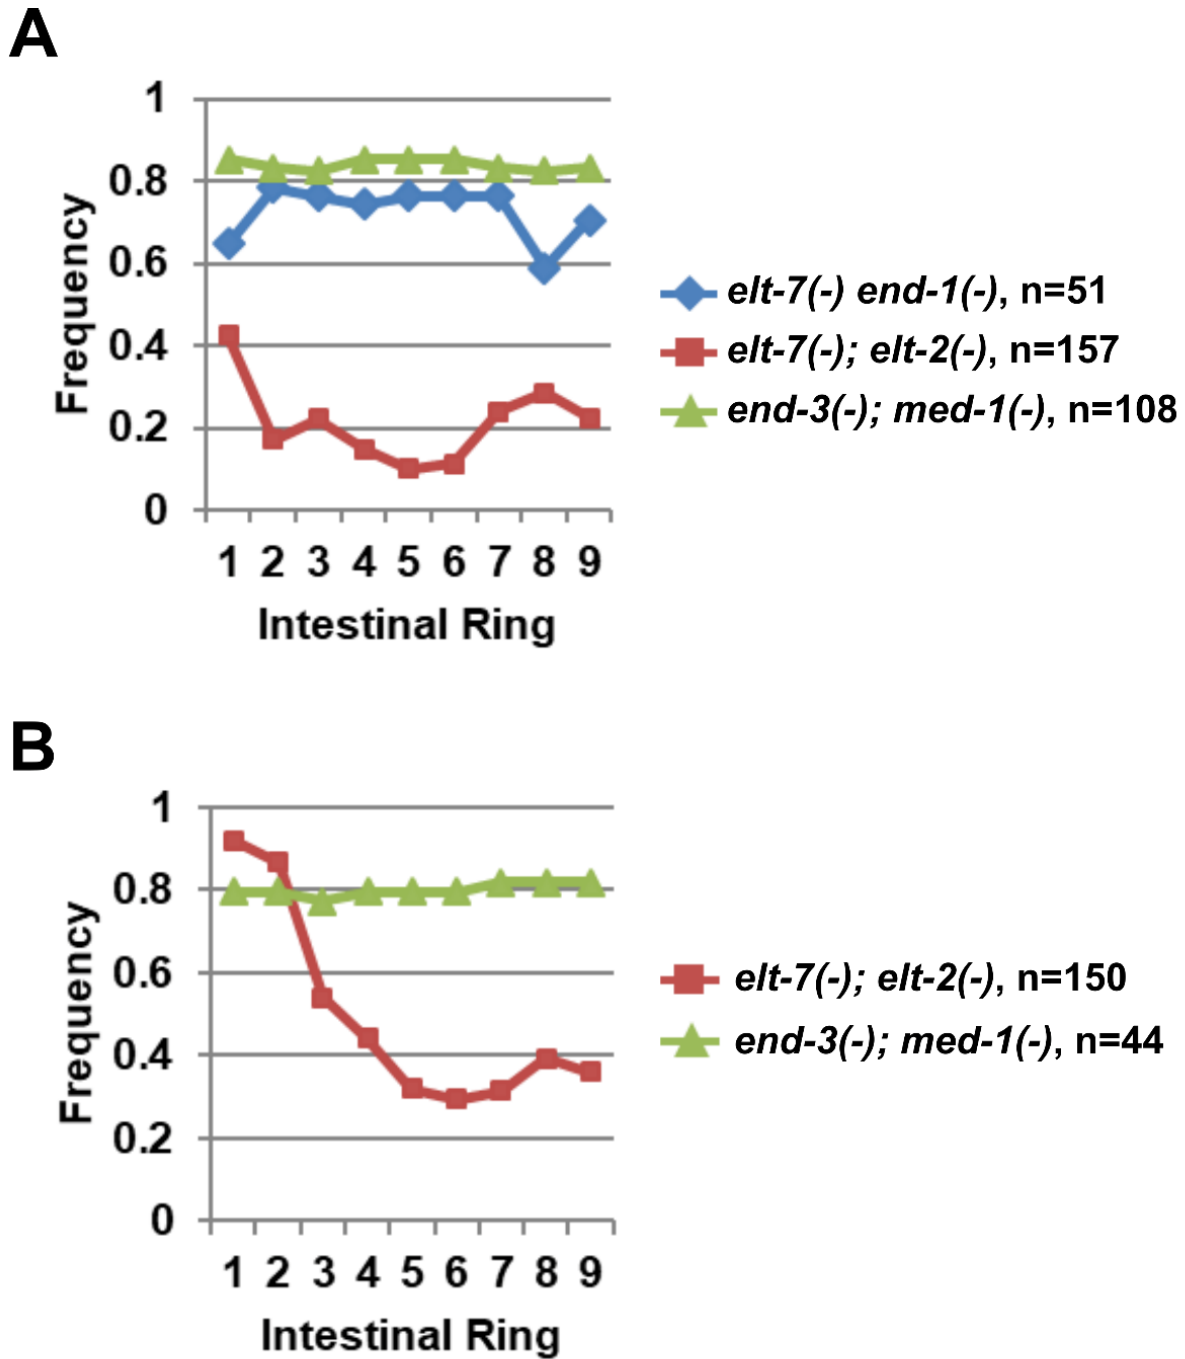 A
1
0.8
0.6
0.4
0.2
0
Frequency
1 2 3 4 5 6 7 8 9
Intestinal Ring
elt-7(-) end-1(-), n=51
elt-7(-); elt-2(-), n=157
end-3(-); med-1(-), n=108
B
1
0.8
0.6
0.4
0.2
0
Frequency
1 2 3 4 5 6 7 8 9
Intestinal Ring
elt-7(-); elt-2(-), n=150
end-3(-); med-1(-), n=44